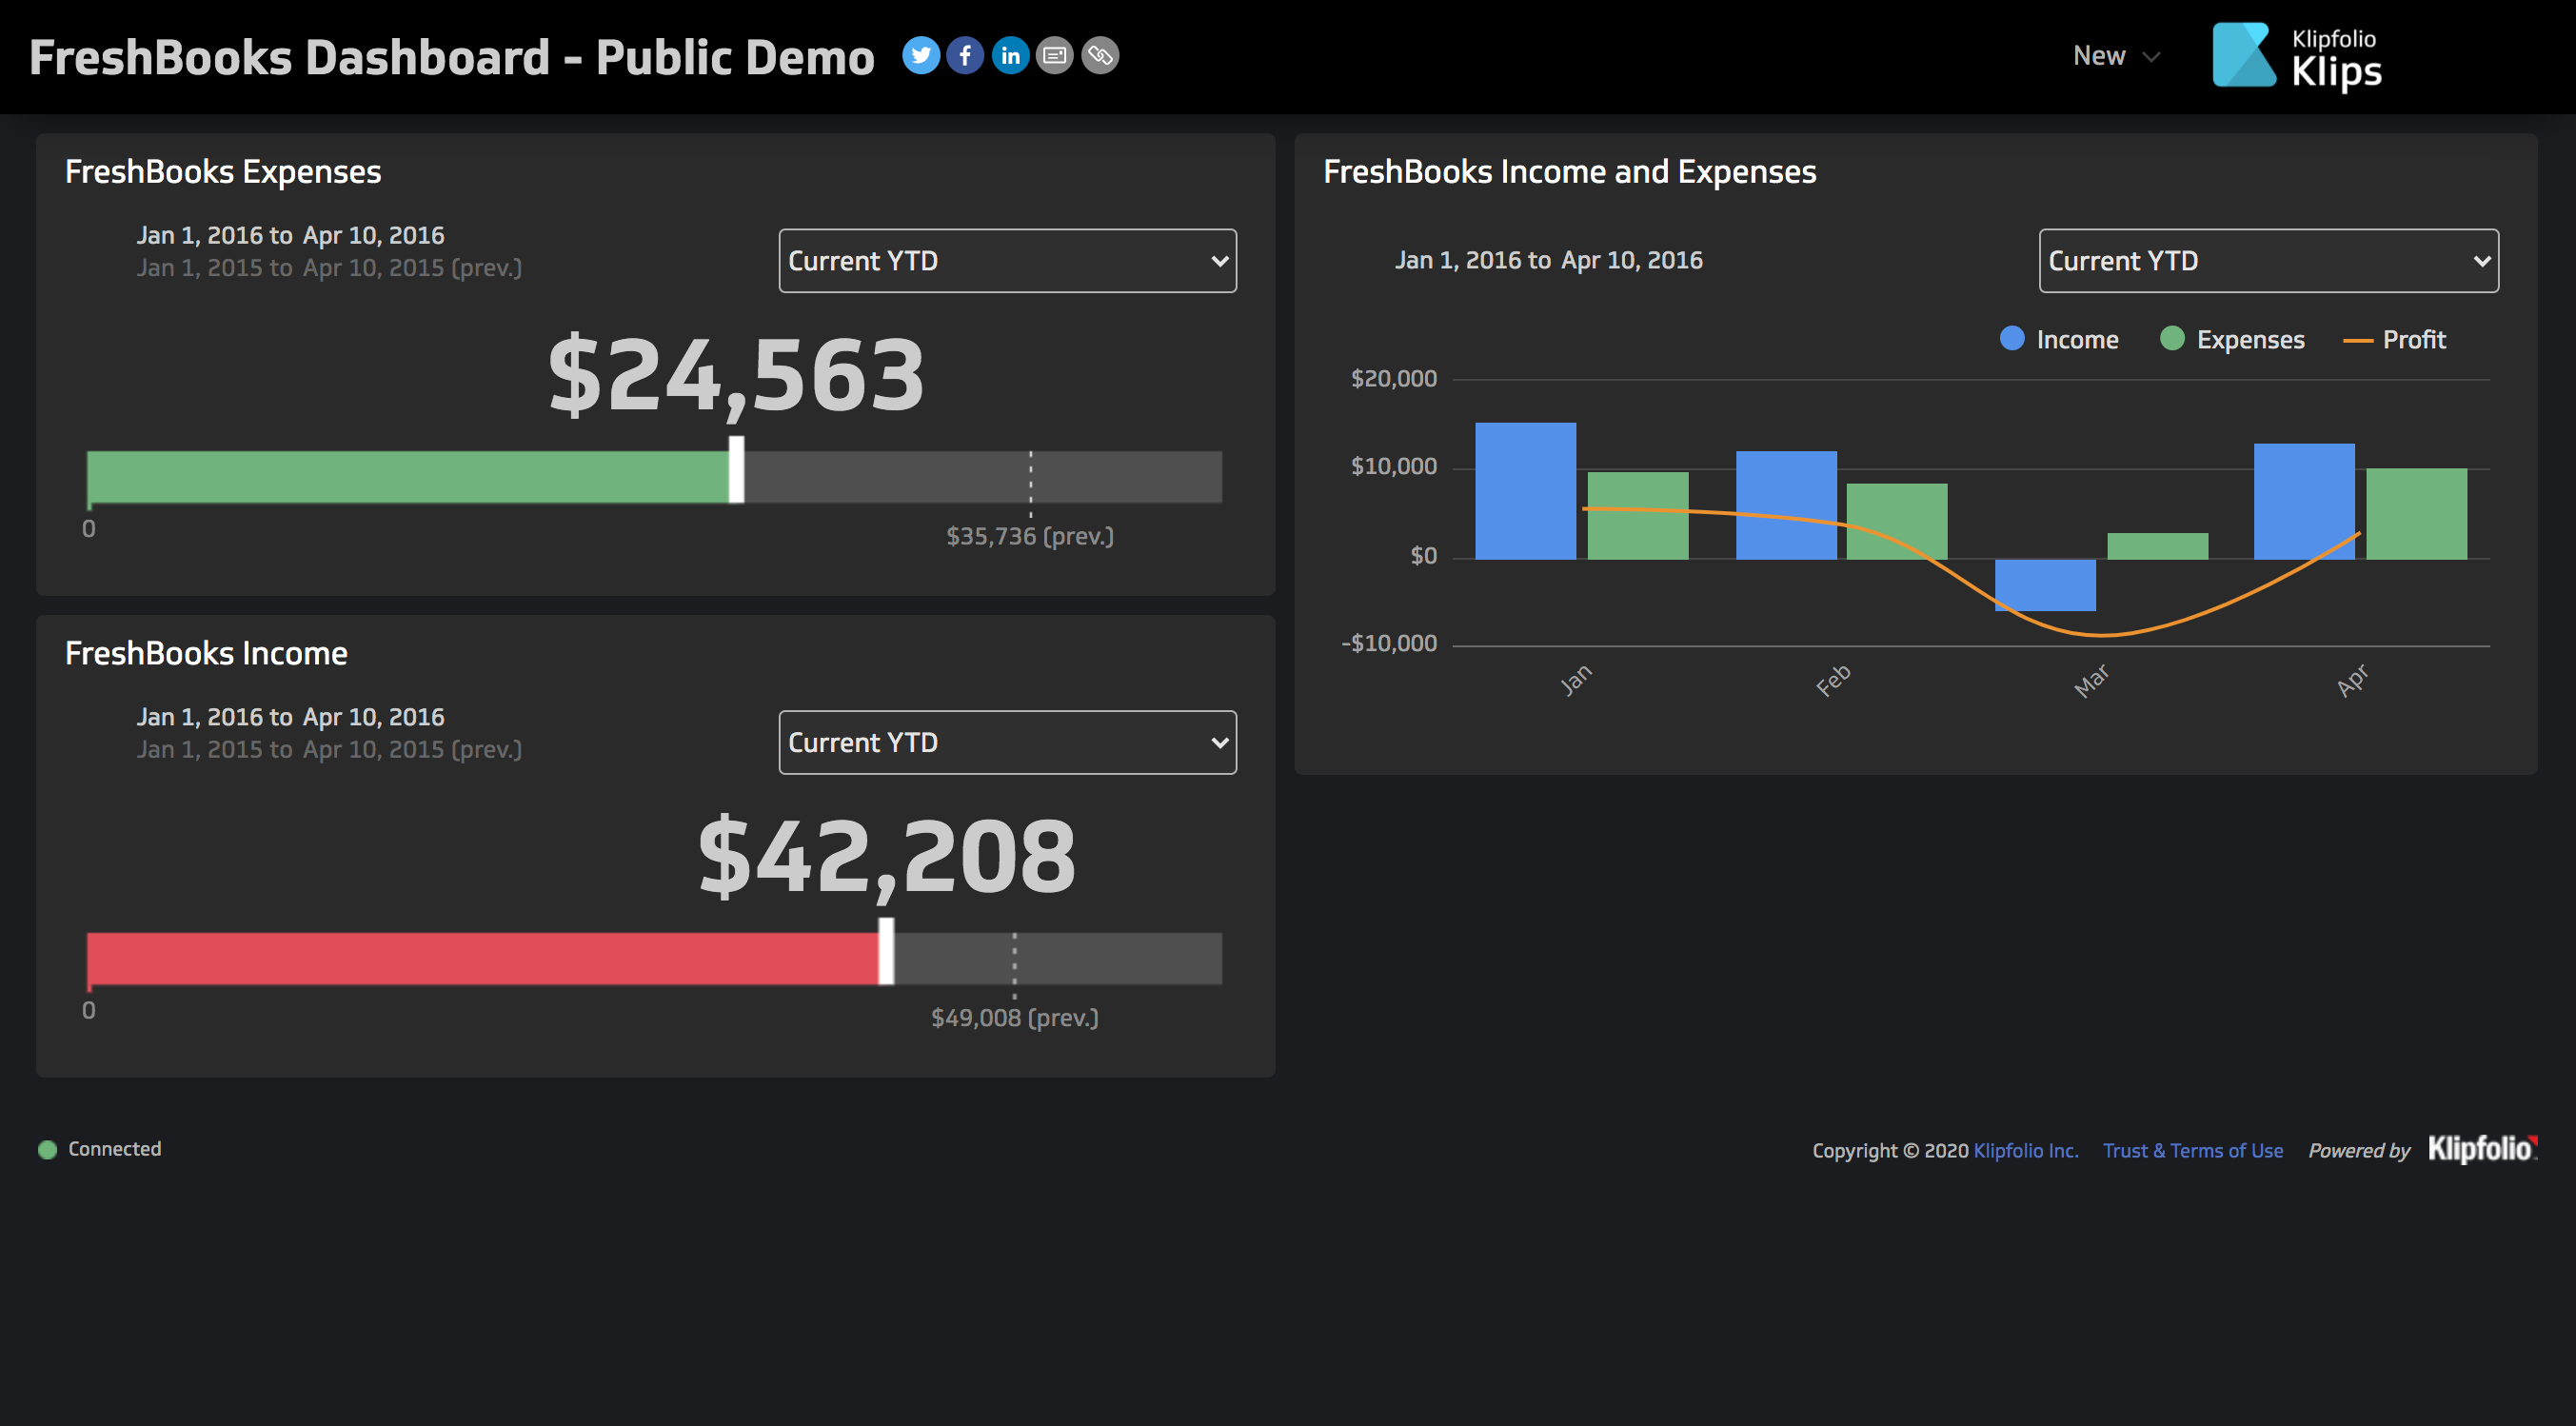 FreshBooks Dashboard - Public Demo
New
Klipfolio
Klips
FreshBooks Expenses
Jan 1, 2016 to Apr 10, 2016
Jan 1, 2015 to Apr 10, 2015 (prev.)
Current YTD
$24,563
0
$35,736 (prev.)
FreshBooks Income
Jan 1, 2016 to Apr 10, 2016
Jan 1, 2015 to Apr 10, 2015 (prev.)
Current YTD
$42,208
0
$49,008 (prev.)
FreshBooks Income and Expenses
Jan 1, 2016 to Apr 10, 2016
Current YTD
Income Expenses Profit
$20,000
$10,000
$0
-$10,000
Jan Feb Mar Apr
Connected
Copyright © 2020 Klipfolio Inc. Trust & Terms of Use Powered by Klipfolio